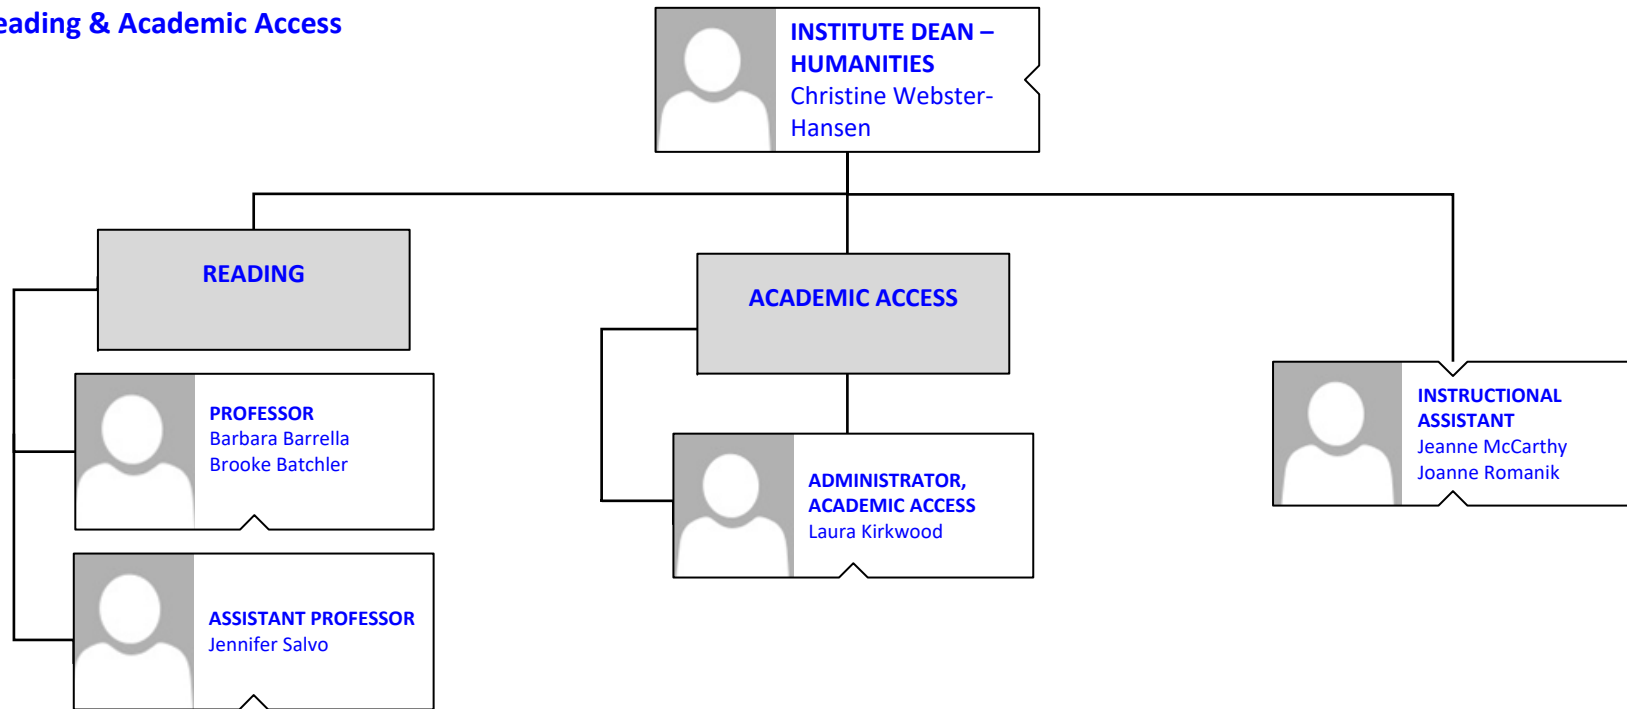 eading & Academic Access
INSTITUTE DEAN –
HUMANITIES
Christine Webster-
Hansen
READING
ACADEMIC ACCESS
PROFESSOR
Barbara Barrella
Brooke Batchler
ADMINISTRATOR,
ACADEMIC ACCESS
Laura Kirkwood
INSTRUCTIONAL
ASSISTANT
Jeanne McCarthy
Joanne Romanik
ASSISTANT PROFESSOR
Jennifer Salvo